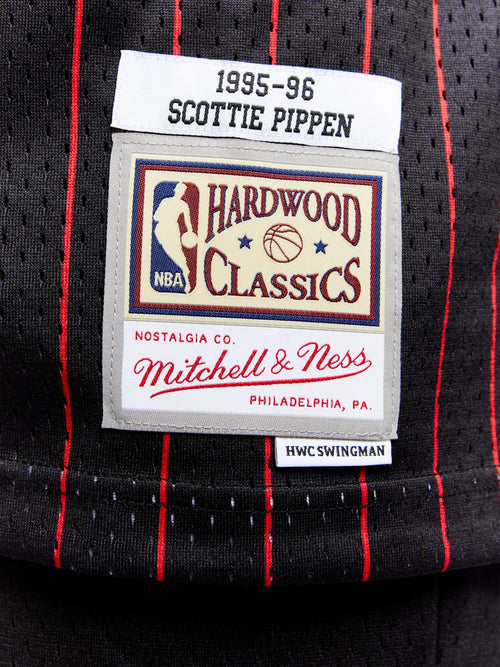 1995-96
SCOTTIE PIPPEN
HARDWOOD
CLASSICS
NBA
NOSTALGIA CO.
Mitchell & Ness
PHILADELPHIA, PA.
HWC SWINGMAN